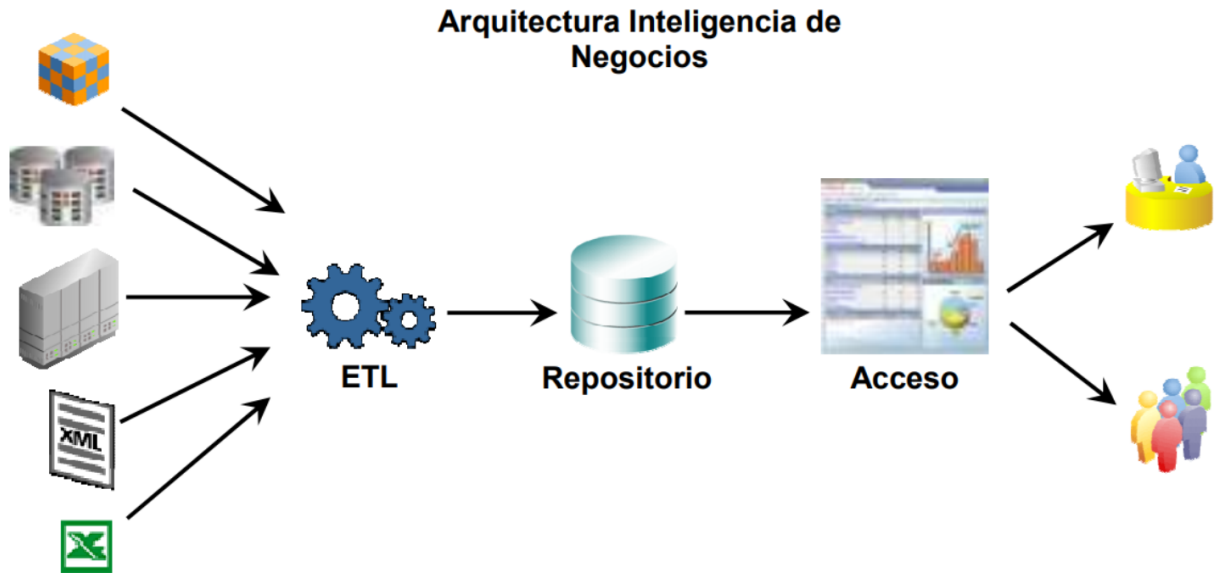 Arquitectura Inteligencia de
Negocios
XML
ETL
Repositorio
Acceso